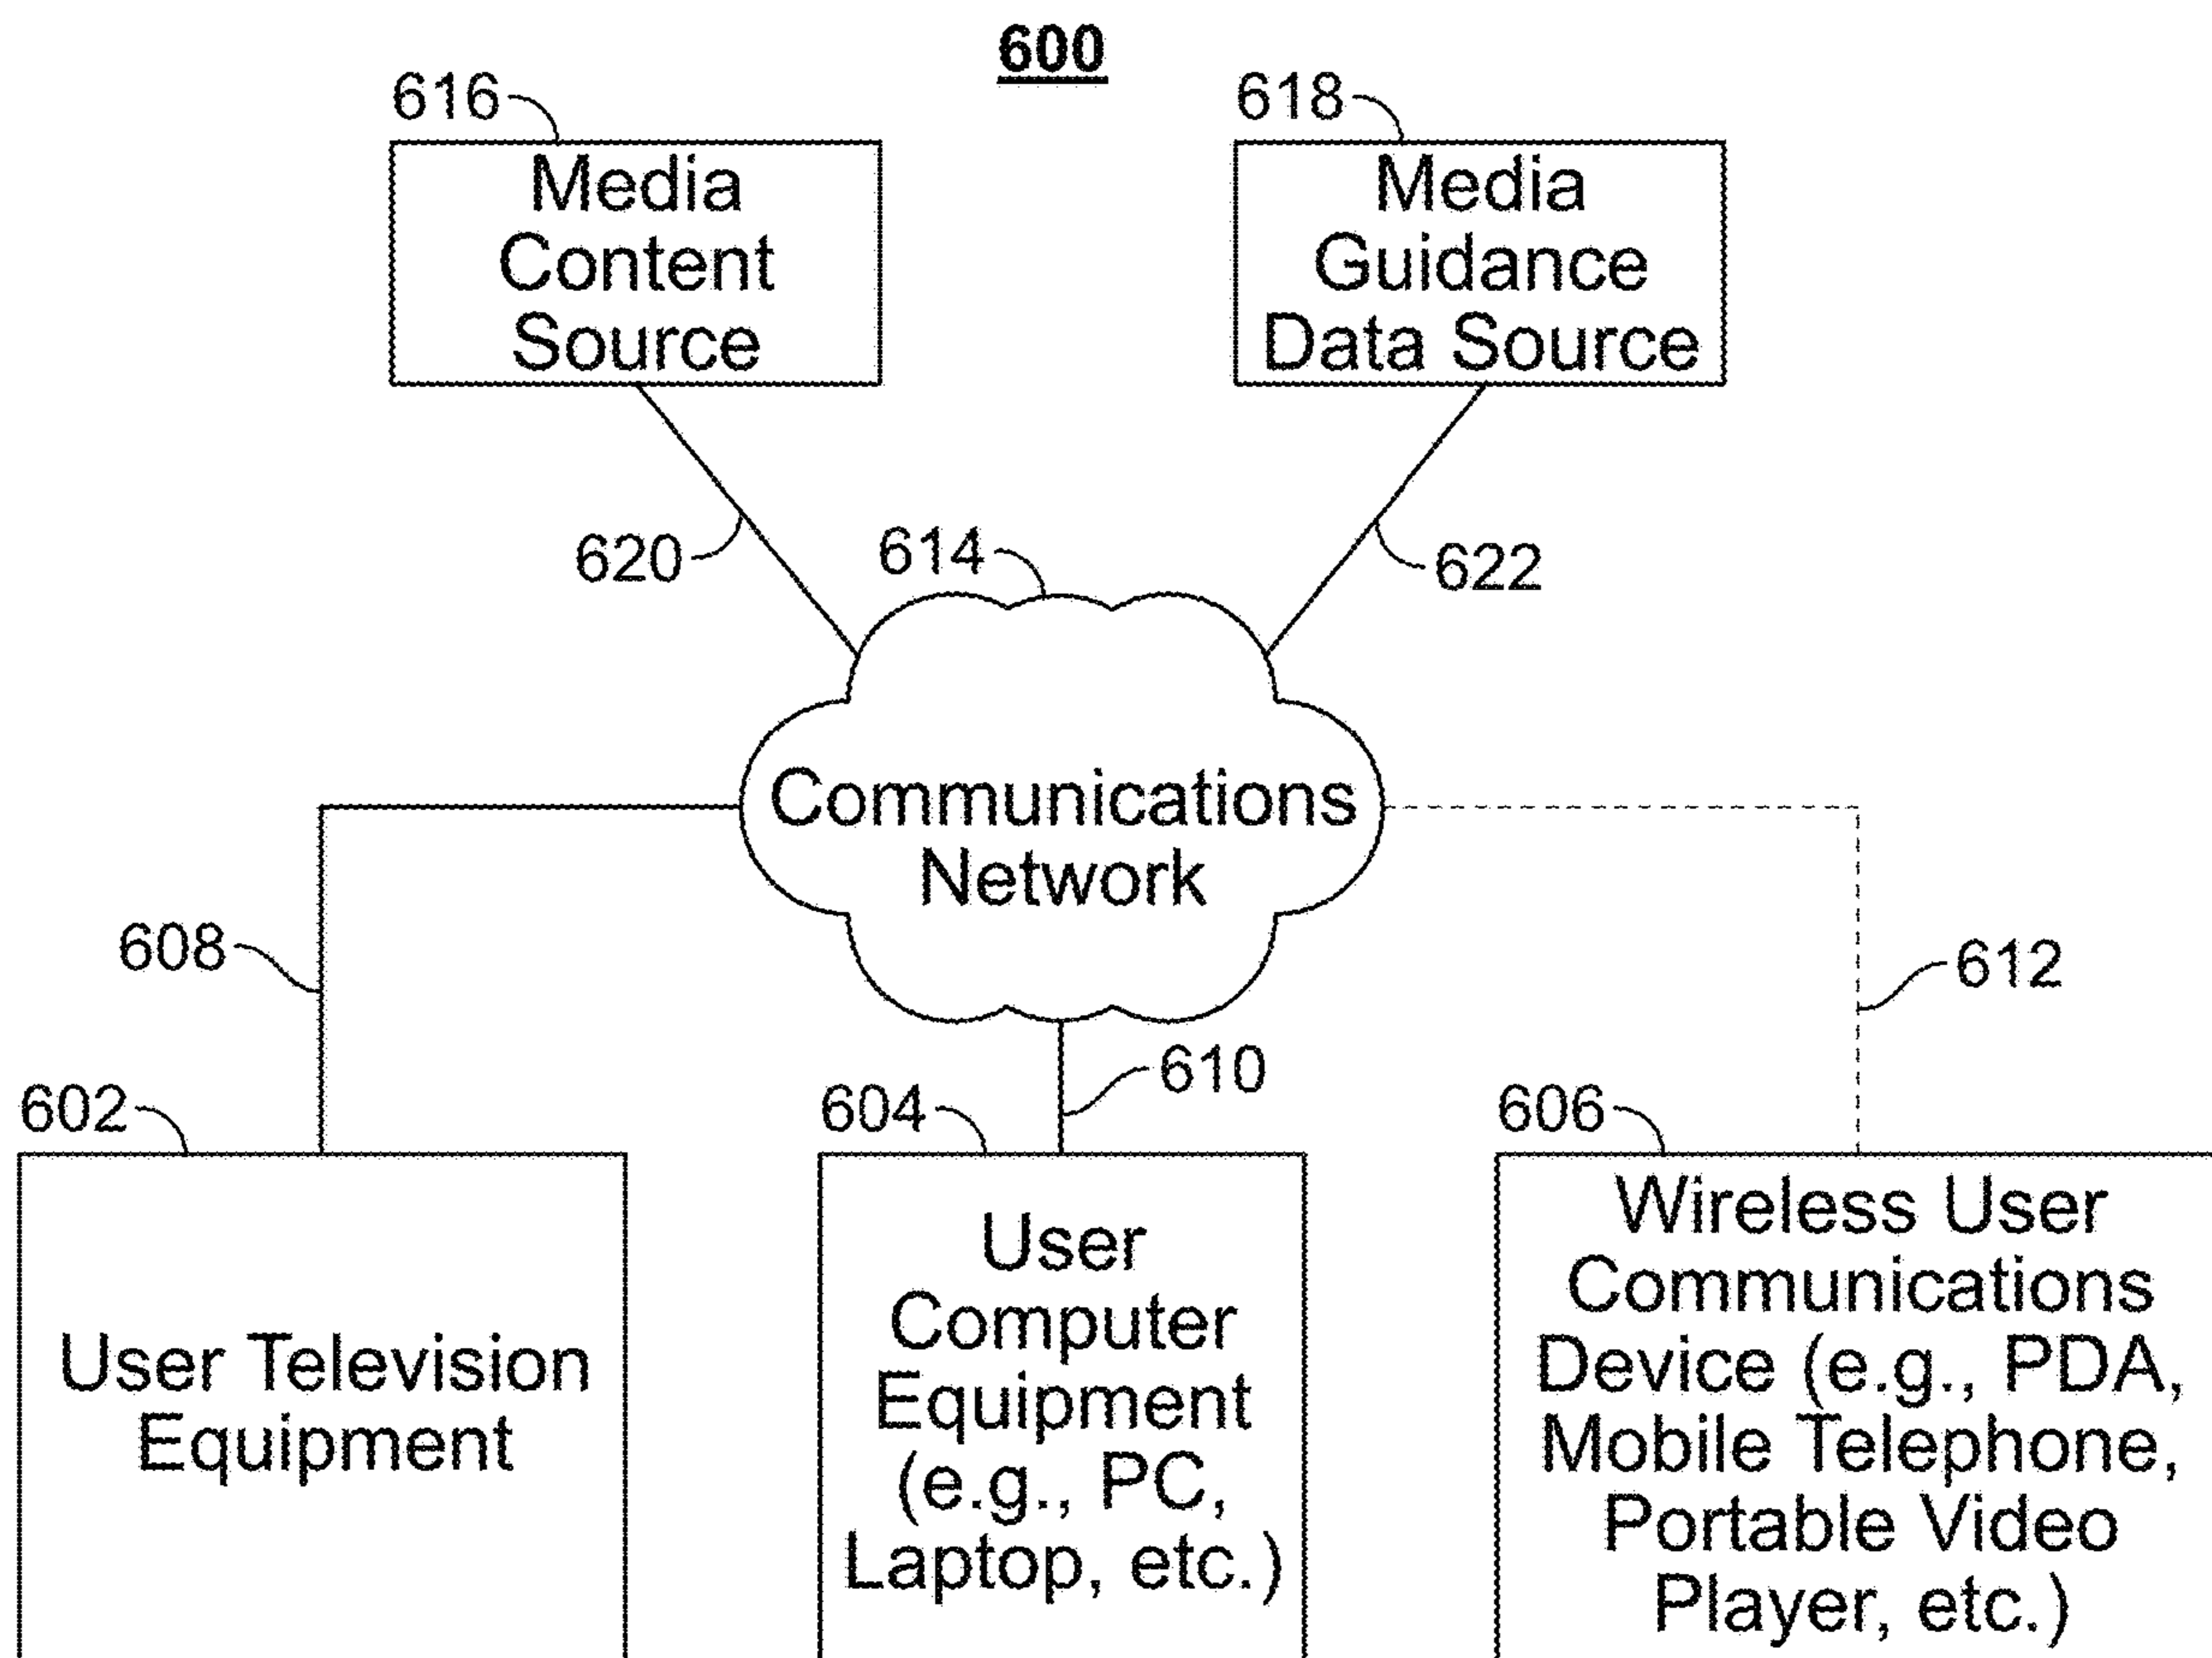 600
616
618
Media
Content
Source
Media
Guidance
Data Source
620
614
622
Communications
Network
608
612
610
602
604
606
User Television
Equipment
User
Computer
Equipment
(e.g., PC,
Laptop, etc.)
Wireless User
Communications
Device (e.g., PDA,
Mobile Telephone,
Portable Video
Player, etc.)